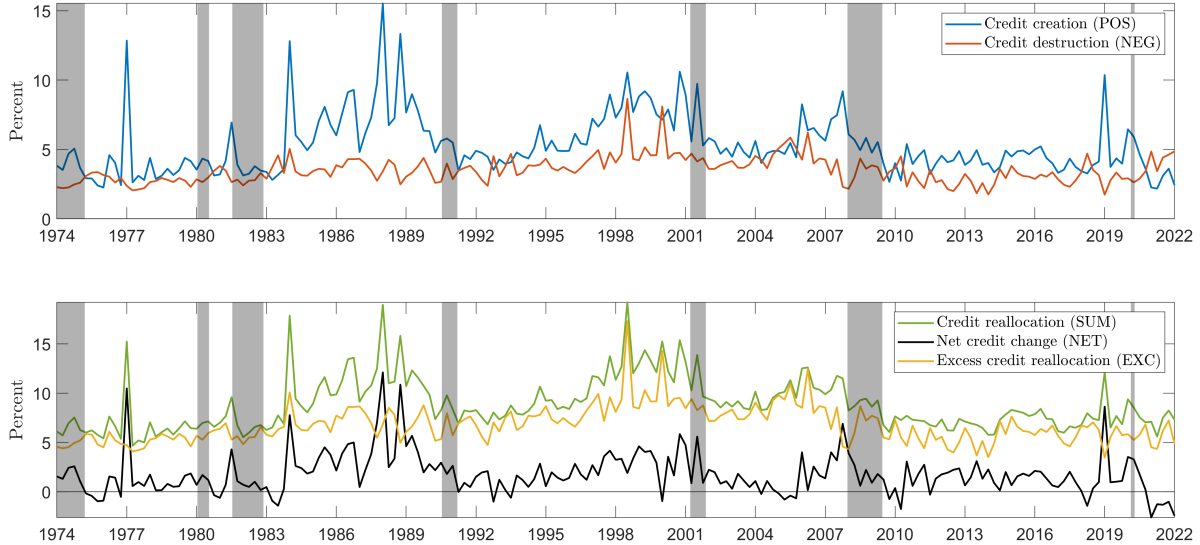 15
10
5
0
Percent
Credit creation (POS)
Credit destruction (NEG)
1974 1977 1980 1983 1986 1989 1992 1995 1998 2001 2004 2007 2010 2013 2016 2019 2022
15
10
5
0
Percent
Credit reallocation (SUM)
Net credit change (NET)
Excess credit reallocation (EXC)
1974 1977 1980 1983 1986 1989 1992 1995 1998 2001 2004 2007 2010 2013 2016 2019 2022